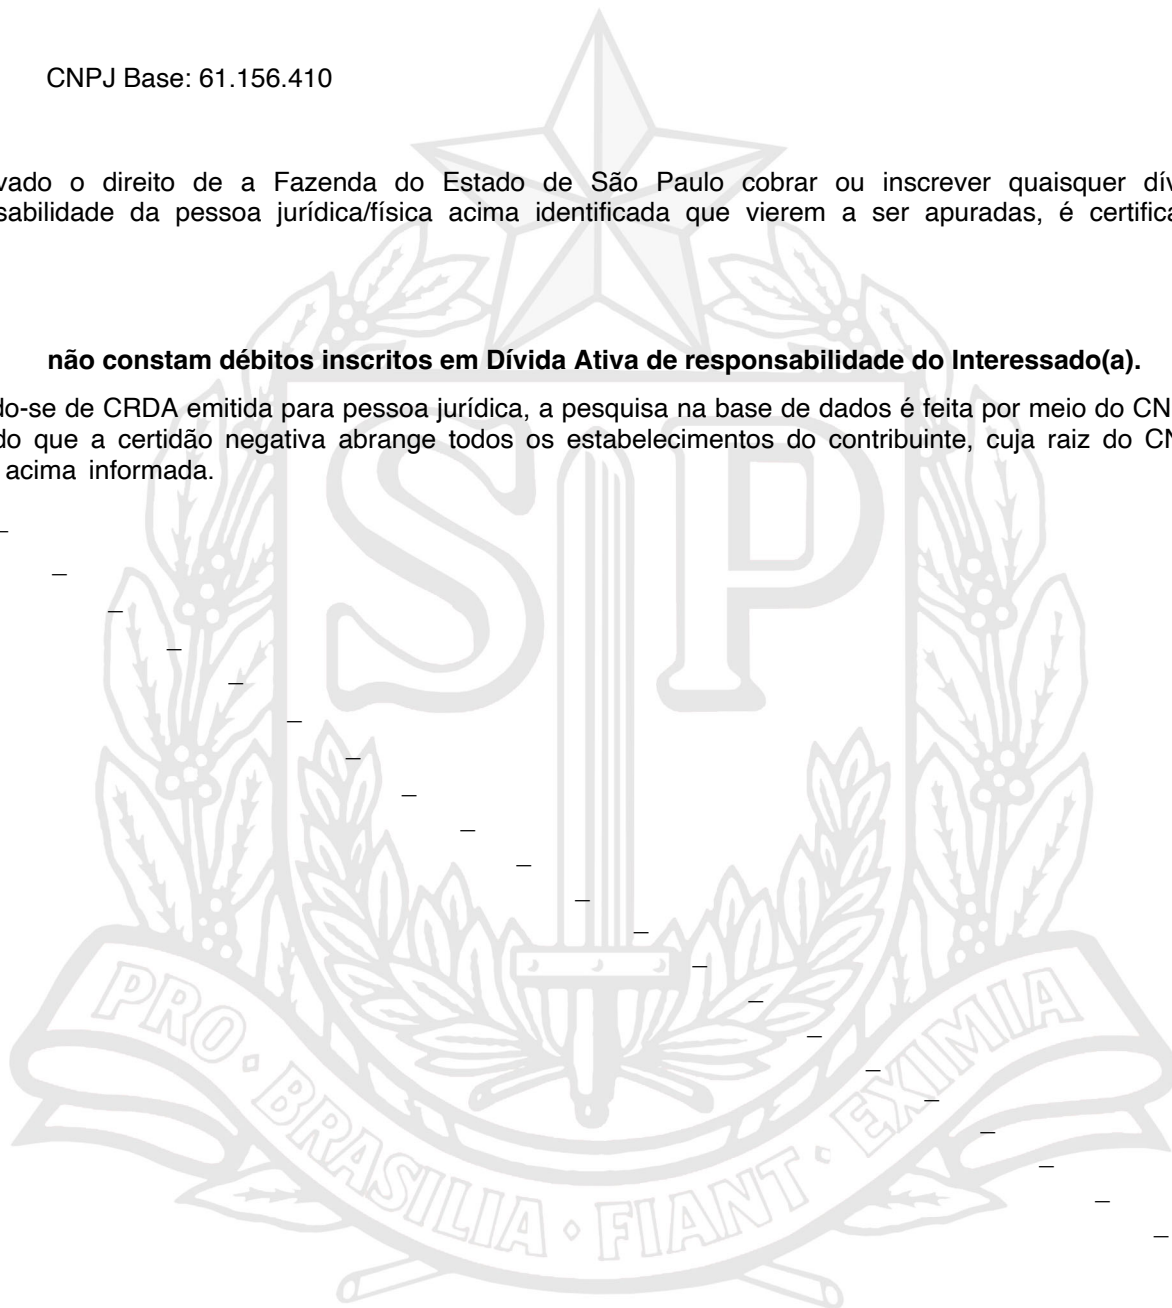 CNPJ Base: 61.156.410
vado o direito de a Fazenda do Estado de São Paulo cobrar ou inscrever quaisquer dív
sabilidade da pessoa jurídica/física acima identificada que vierem a ser apuradas, é certifica
não constam débitos inscritos em Dívida Ativa de responsabilidade do Interessado(a).
do-se de CRDA emitida para pessoa jurídica, a pesquisa na base de dados é feita por meio do CN
do que a certidão negativa abrange todos os estabelecimentos do contribuinte, cuja raiz do CN
acima informada.
SP
PRO • BRASILIA • FIANT • EXIMIA